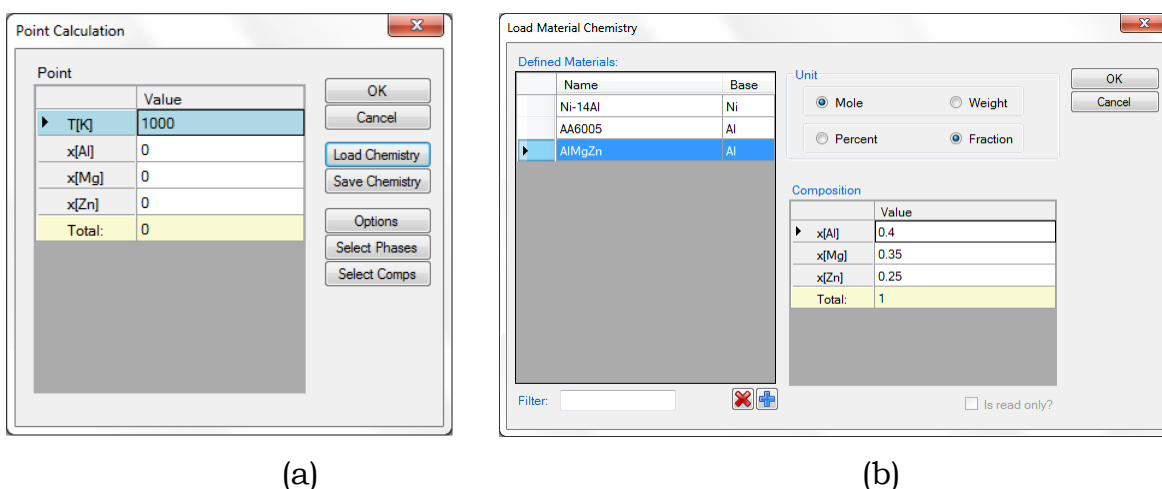 Point Calculation
Point
Value
T[K] 1000
x[Al] 0
x[Mg] 0
x[Zn] 0
Total: 0
OK
Cancel
Load Chemistry
Save Chemistry
Options
Select Phases
Select Comps
(a)
Load Material Chemistry
Defined Materials:
Name Base
Ni-14Al Ni
AA6005 Al
AlMgZn Al
Filter:
Unit
Mole Weight
Percent Fraction
Composition
Value
x[Al] 0.4
x[Mg] 0.35
x[Zn] 0.25
Total: 1
Is read only?
OK
Cancel
(b)